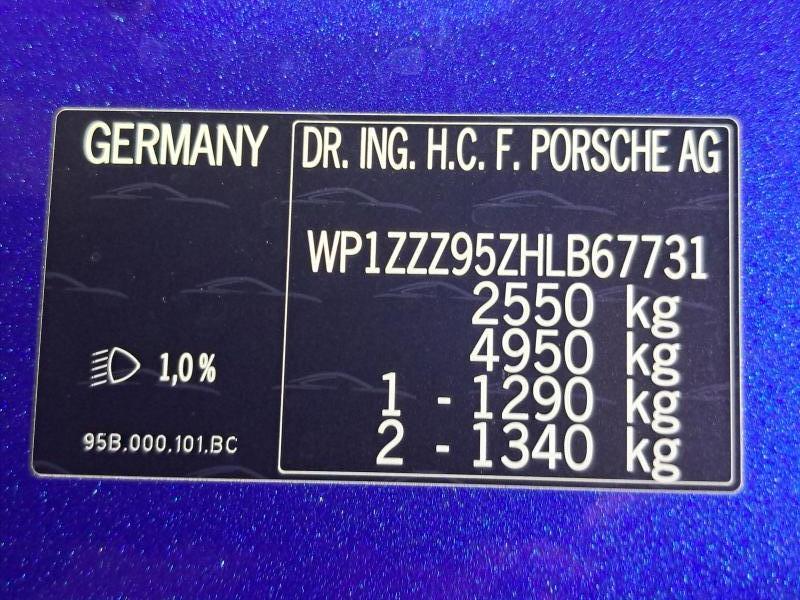 GERMANY
1,0%
95B.000.101.BC
DR. ING. H.C. F. PORSCHE AG
WP1ZZZ95ZHLB67731
2550 kg
4950 kg
1 - 1290 kg
2 - 1340 kg